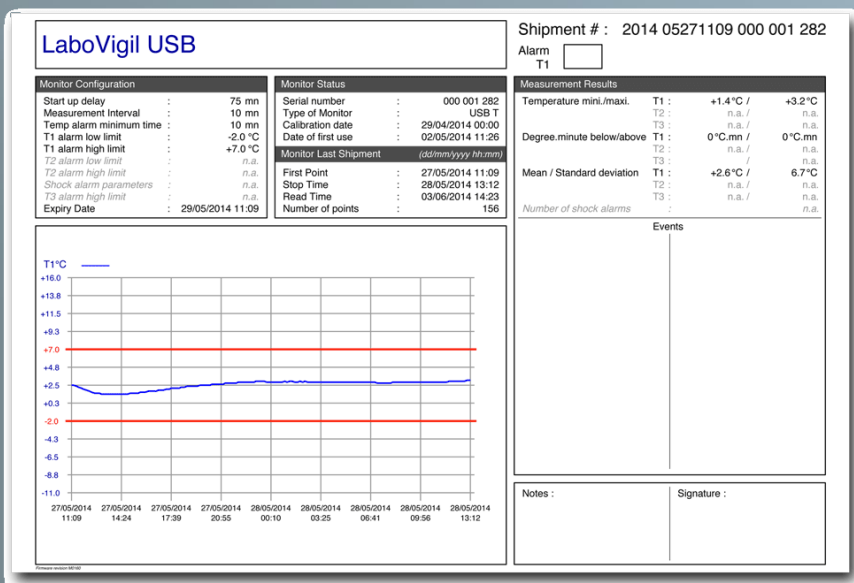 LaboVigil USB
Shipment # : 2014 05271109 000 001 282
Alarm
T1
Monitor Configuration
Start up delay : 75 mn
Measurement Interval : 10 mn
Temp alarm minimum time : 10 mn
T1 alarm low limit : -2.0 °C
T1 alarm high limit : +7.0 °C
T2 alarm low limit : n.a.
T2 alarm high limit : n.a.
Shock alarm parameters : n.a.
T3 alarm high limit : n.a.
Expiry Date : 29/05/2014 11:09
Monitor Status
Serial number : 000 001 282
Type of Monitor : USB T
Calibration date : 29/04/2014 00:00
Date of first use : 02/05/2014 11:26
Monitor Last Shipment (dd/mm/yyyy hh:mm)
First Point : 27/05/2014 11:09
Stop Time : 28/05/2014 13:12
Read Time : 03/06/2014 14:23
Number of points : 156
Measurement Results
Temperature mini./maxi. T1 : +1.4°C / +3.2°C
T2 : n.a. / n.a.
T3 : n.a. / n.a.
Degree.minute below/above T1 : 0°C.mn / 0°C.mn
T2 : n.a. / n.a.
T3 : / n.a.
Mean / Standard deviation T1 : +2.6°C / 6.7°C
T2 : n.a. / n.a.
T3 : n.a. / n.a.
Number of shock alarms : n.a.
Events
T1°C
+16.0
+13.8
+11.5
+9.3
+7.0
+4.8
+2.5
+0.3
-2.0
-4.3
-6.5
-8.8
-11.0
27/05/2014 27/05/2014 27/05/2014 27/05/2014 28/05/2014 28/05/2014 28/05/2014 28/05/2014 28/05/2014
11:09 14:24 17:39 20:55 00:10 03:25 06:41 09:56 13:12
Notes :
Signature :
Firmware revision